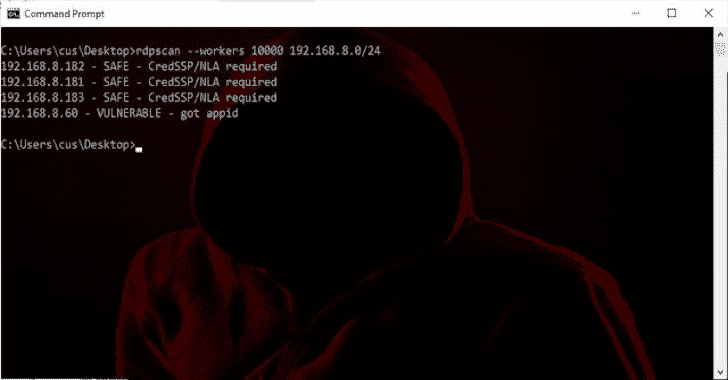 Command Prompt
C:\Users\cus\Desktop>rdpscan --workers 10000 192.168.8.0/24
192.168.8.182 - SAFE - CredSSP/NLA required
192.168.8.181 - SAFE - CredSSP/NLA required
192.168.8.183 - SAFE - CredSSP/NLA required
192.168.8.60 - VULNERABLE - got appid
C:\Users\cus\Desktop>